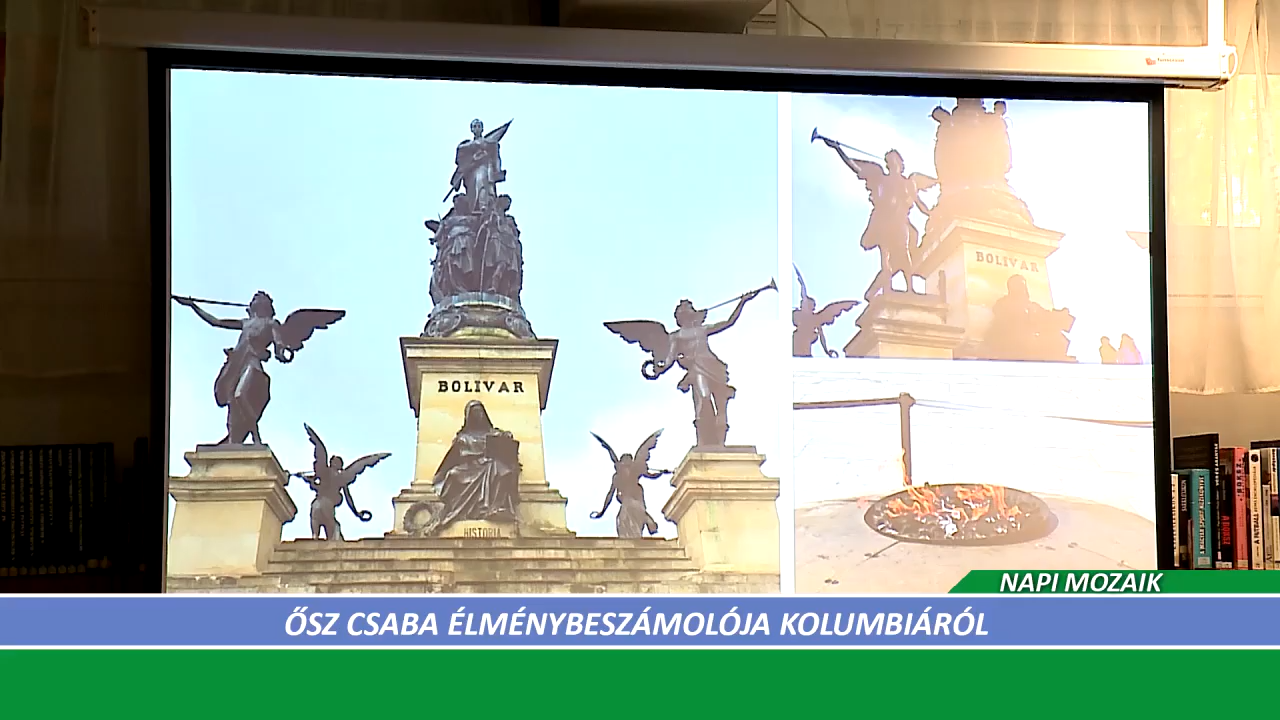 BOLIVAR
HISTORIA
BOLIVAR
NAPI MOZAIK
ŐSZ CSABA ÉLMÉNYBESZÁMOLÓJA KOLUMBIÁRÓL